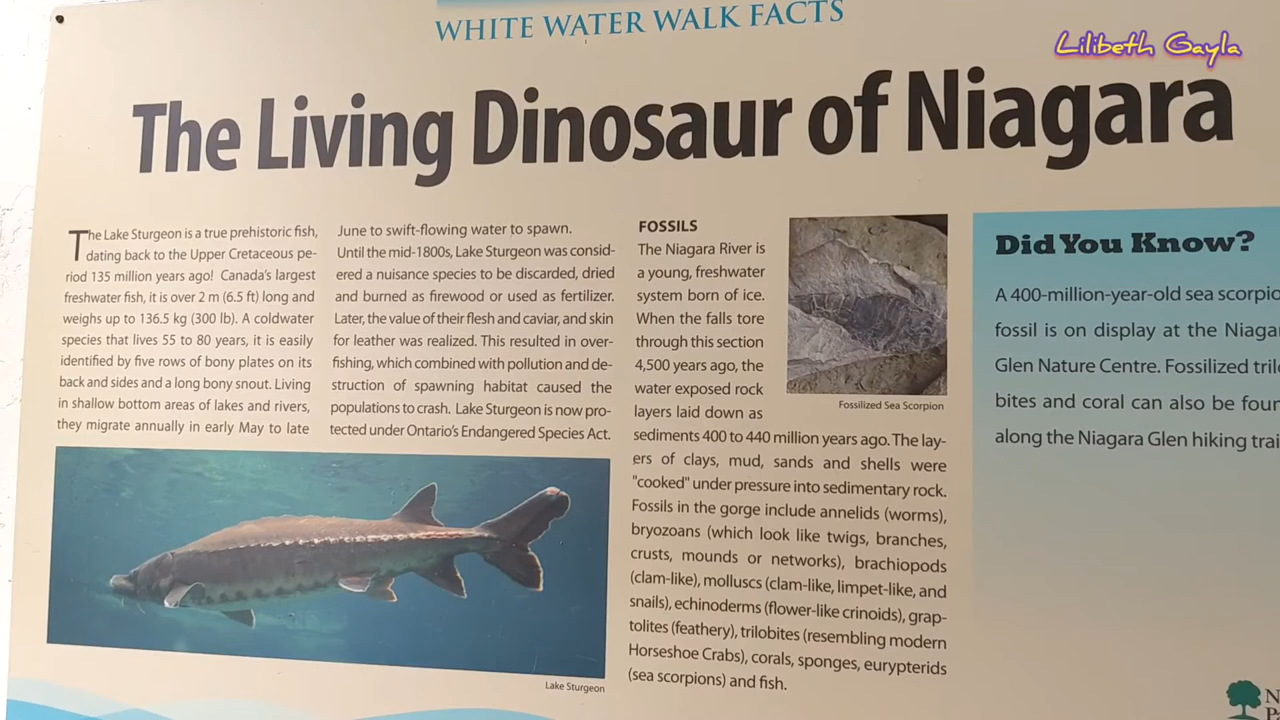 WHITE WATER WALK FACTS
Lilibeth Gayla
The Living Dinosaur of Niagara
The Lake Sturgeon is a true prehistoric fish,
dating back to the Upper Cretaceous pe-
riod 135 million years ago! Canada's largest
freshwater fish, it is over 2 m (6.5 ft) long and
weighs up to 136.5 kg (300 lb). A coldwater
species that lives 55 to 80 years, it is easily
identified by five rows of bony plates on its
back and sides and a long bony snout. Living
in shallow bottom areas of lakes and rivers,
they migrate annually in early May to late
June to swift-flowing water to spawn.
Until the mid-1800s, Lake Sturgeon was consid-
ered a nuisance species to be discarded, dried
and burned as firewood or used as fertilizer.
Later, the value of their flesh and caviar, and skin
for leather was realized. This resulted in over-
fishing, which combined with pollution and de-
struction of spawning habitat caused the
populations to crash. Lake Sturgeon is now pro-
tected under Ontario's Endangered Species Act.
Lake Sturgeon
FOSSILS
The Niagara River is
a young, freshwater
system born of ice.
When the falls tore
through this section
4,500 years ago, the
water exposed rock
layers laid down as
sediments 400 to 440 million years ago. The lay-
ers of clays, mud, sands and shells were
"cooked" under pressure into sedimentary rock.
Fossils in the gorge include annelids (worms),
bryozoans (which look like twigs, branches,
crusts, mounds or networks), brachiopods
(clam-like), molluscs (clam-like, limpet-like, and
snails), echinoderms (flower-like crinoids), grap-
tolites (feathery), trilobites (resembling modern
Horseshoe Crabs), corals, sponges, eurypterids
(sea scorpions) and fish.
Fossilized Sea Scorpion
Did You Know?
A 400-million-year-old sea scorpio
fossil is on display at the Niaga
Glen Nature Centre. Fossilized tril
bites and coral can also be foun
along the Niagara Glen hiking trai
N
P